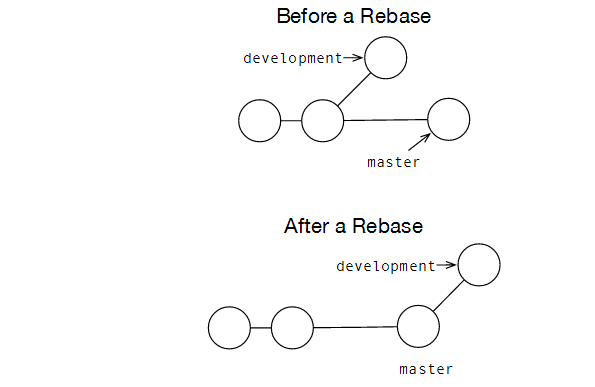 Before a Rebase
development
master
After a Rebase
development
master